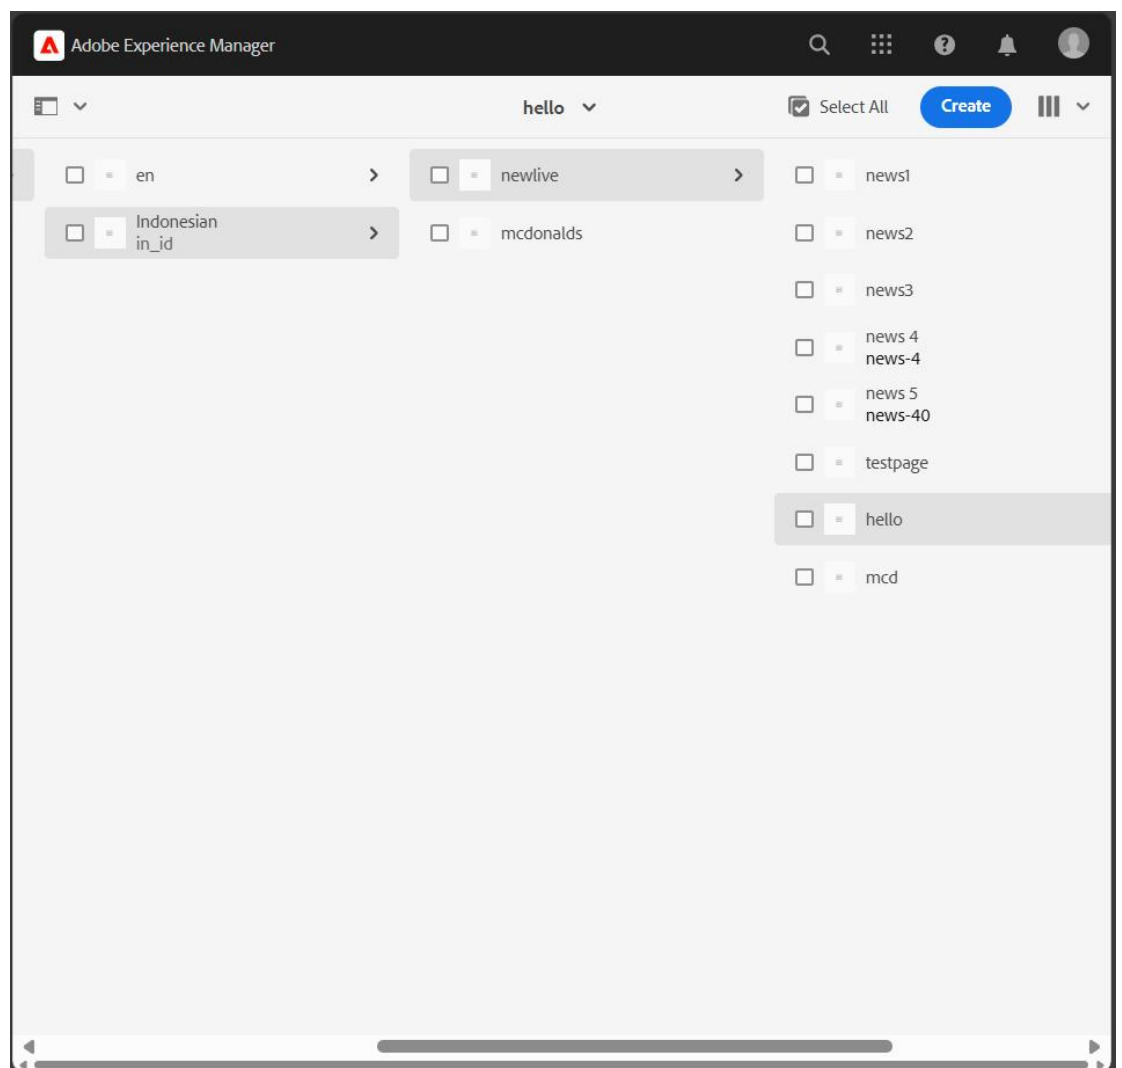 Adobe Experience Manager
hello
Select All
Create
en
Indonesian
in_id
newlive
mcdonalds
news1
news2
news3
news 4
news-4
news 5
news-40
testpage
hello
mcd